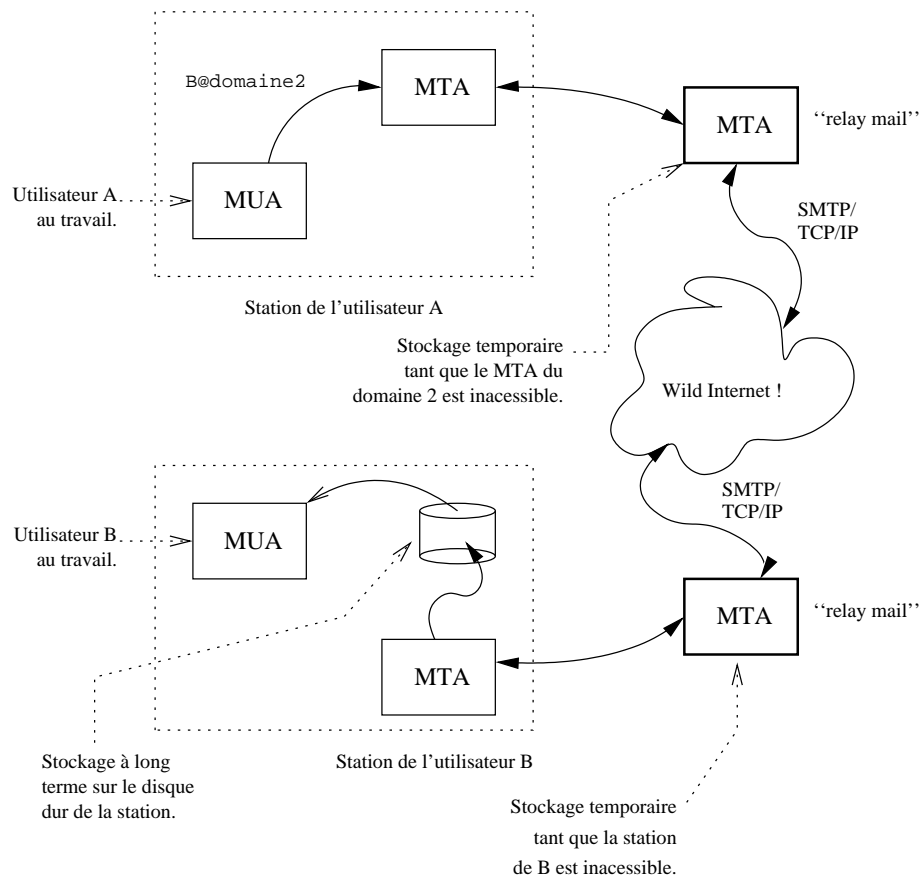 B@domaine2
MTA
MTA
‘‘relay mail’’
Utilisateur A
au travail.
MUA
SMTP/
TCP/IP
Station de l’utilisateur A
Stockage temporaire
tant que le MTA du
domaine 2 est inacessible.
Wild Internet !
SMTP/
TCP/IP
Utilisateur B
au travail.
MUA
MTA
‘‘relay mail’’
MTA
Stockage à long
terme sur le disque
dur de la station.
Station de l’utilisateur B
Stockage temporaire
tant que la station
de B est inacessible.